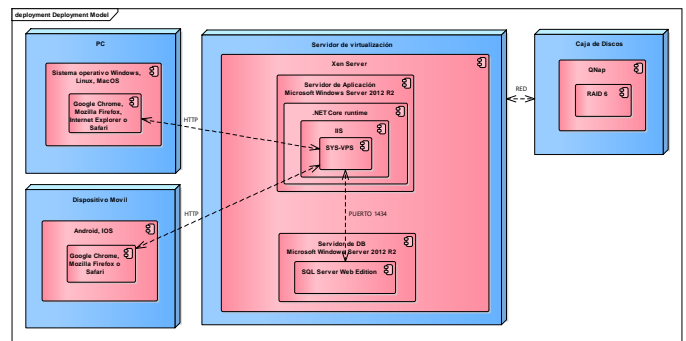 deployment Deployment Model
PC
Sistema operativo Windows,
Linux, MacOS
Google Chrome,
Mozilla Firefox,
Internet Explorer o
Safari
Dispositivo Movil
Android, IOS
Google Chrome,
Mozilla Firefox o
Safari
HTTP
HTTP
Servidor de virtualización
Xen Server
Servidor de Aplicación
Microsoft Windows Server 2012 R2
.NET Core runtime
IIS
SYS-VPS
PUERTO 1434
Servidor de DB
Microsoft Windows Server 2012 R2
SQL Server Web Edition
RED
Caja de Discos
QNap
RAID 6